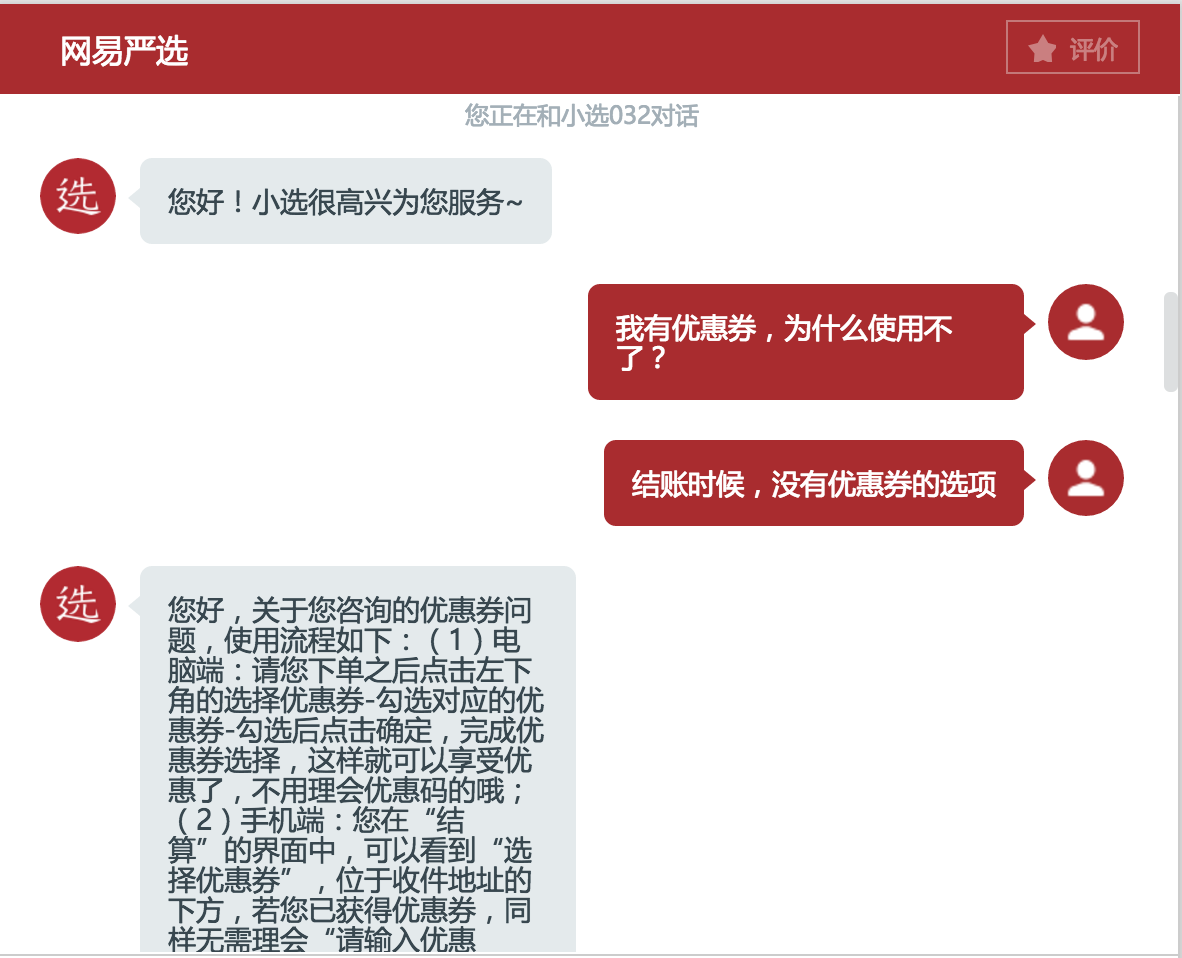 网易严选
评价
您正在和小选032对话
选
您好！小选很高兴为您服务~
我有优惠券，为什么使用不
了？
结账时候，没有优惠券的选项
选
您好，关于您咨询的优惠券问
题，使用流程如下：（1）电
脑端：请您下单之后点击左下
角的选择优惠券-勾选对应的优
惠券-勾选后点击确定，完成优
惠券选择，这样就可以享受优
惠了，不用理会优惠码的哦；
（2）手机端：您在“结
算”的界面中，可以看到“选
择优惠券”，位于收件地址的
下方，若您已获得优惠券，同
样无需理会“请输入优惠